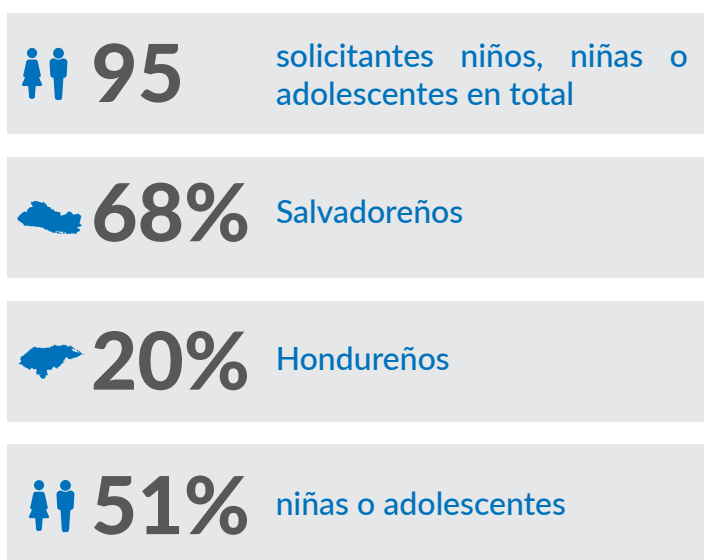 95 solicitantes niños, niñas o
adolescentes en total
68% Salvadoreños
20% Hondureños
51% niñas o adolescentes